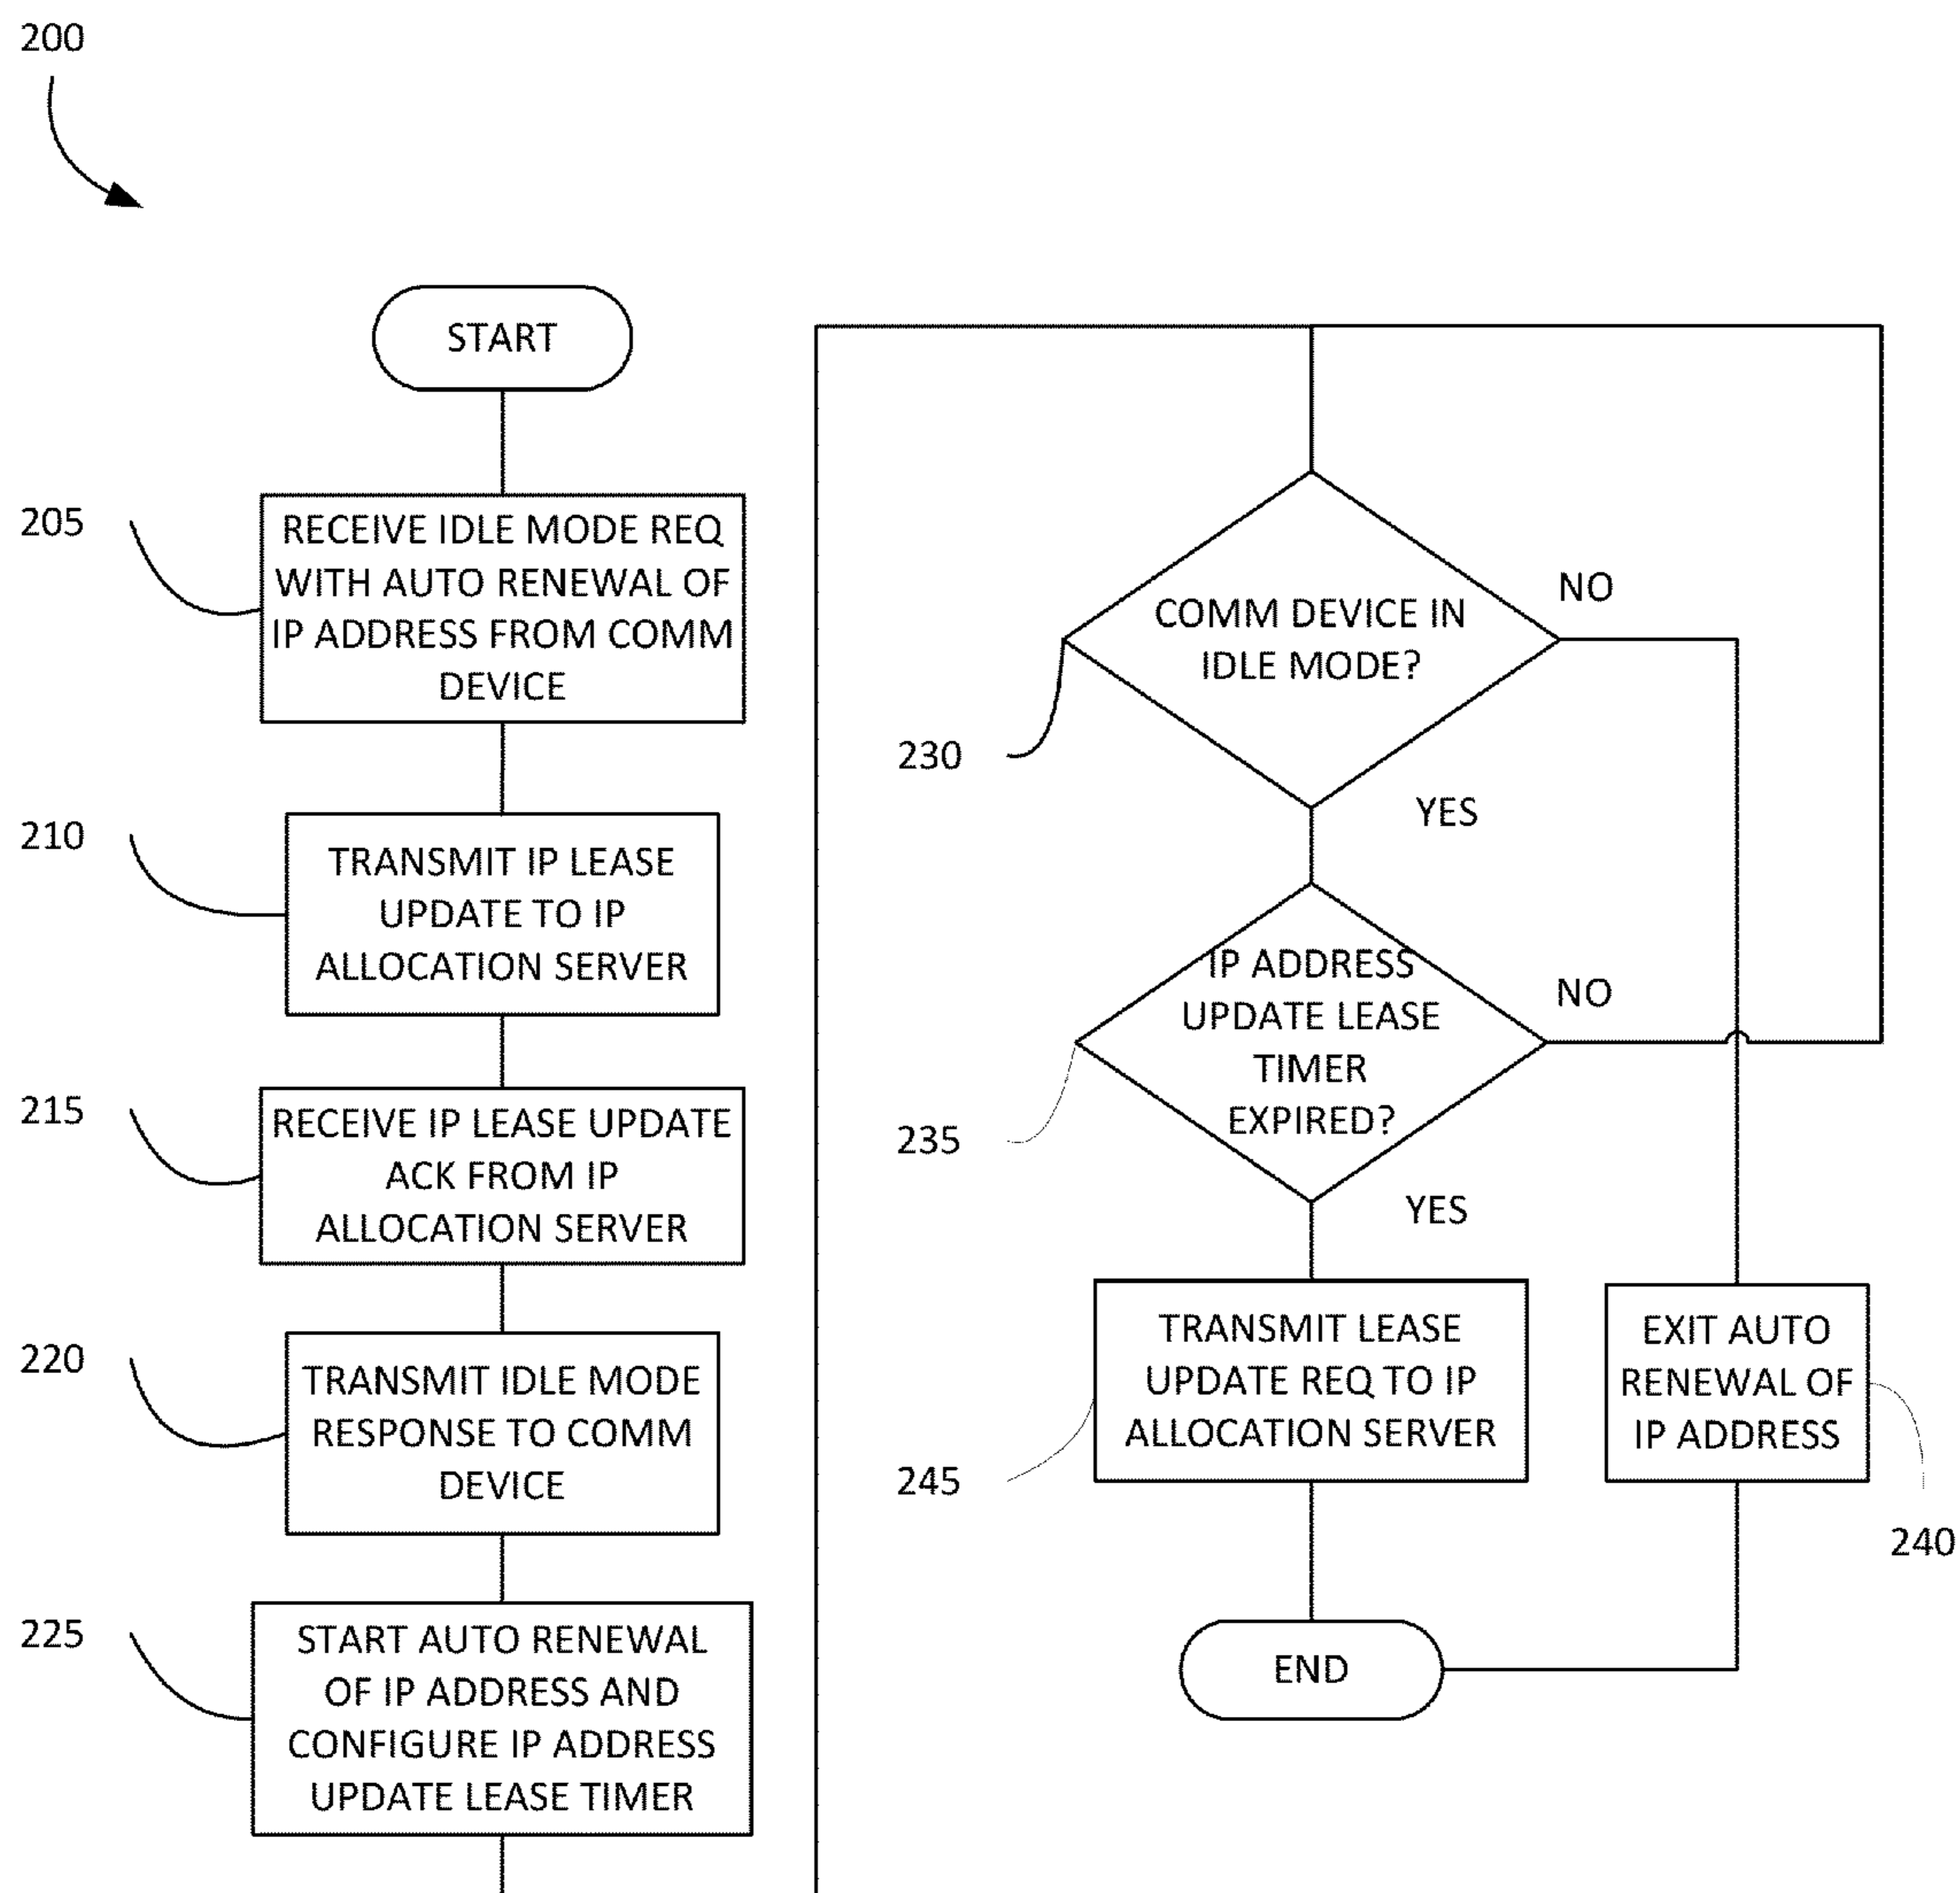 200
START
205
RECEIVE IDLE MODE REQ
WITH AUTO RENEWAL OF
IP ADDRESS FROM COMM
DEVICE
210
TRANSMIT IP LEASE
UPDATE TO IP
ALLOCATION SERVER
215
RECEIVE IP LEASE UPDATE
ACK FROM IP
ALLOCATION SERVER
220
TRANSMIT IDLE MODE
RESPONSE TO COMM
DEVICE
225
START AUTO RENEWAL
OF IP ADDRESS AND
CONFIGURE IP ADDRESS
UPDATE LEASE TIMER
COMM DEVICE IN
IDLE MODE?
NO
230
YES
IP ADDRESS
UPDATE LEASE
TIMER
EXPIRED?
NO
235
YES
TRANSMIT LEASE
UPDATE REQ TO IP
ALLOCATION SERVER
245
EXIT AUTO
RENEWAL OF
IP ADDRESS
240
END